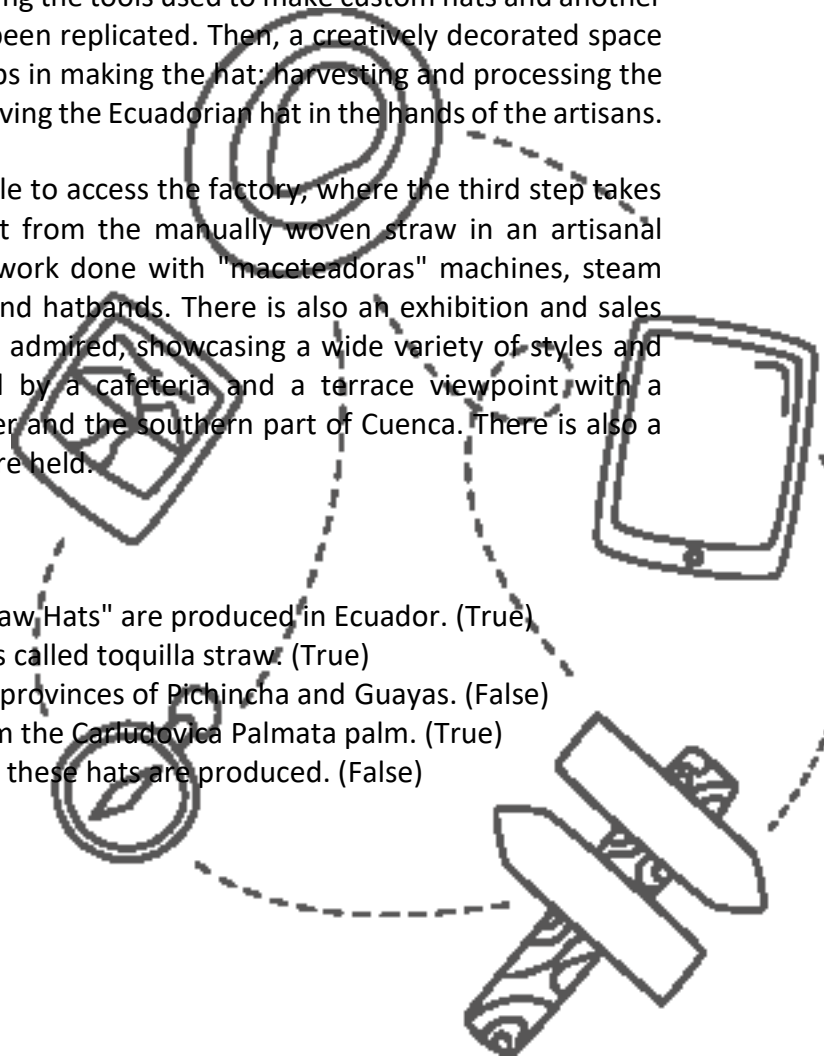 ng the tools used to make custom hats and another
been replicated. Then, a creatively decorated space
ps in making the hat: harvesting and processing the
ving the Ecuadorian hat in the hands of the artisans.
le to access the factory, where the third step takes
t from the manually woven straw in an artisanal
work done with "maceteadoras" machines, steam
nd hatbands. There is also an exhibition and sales
admired, showcasing a wide variety of styles and
d by a cafeteria and a terrace viewpoint with a
er and the southern part of Cuenca. There is also a
re held.
aw Hats" are produced in Ecuador. (True)
s called toquilla straw. (True)
provinces of Pichincha and Guayas. (False)
m the Carludovica Palmata palm. (True)
these hats are produced. (False)